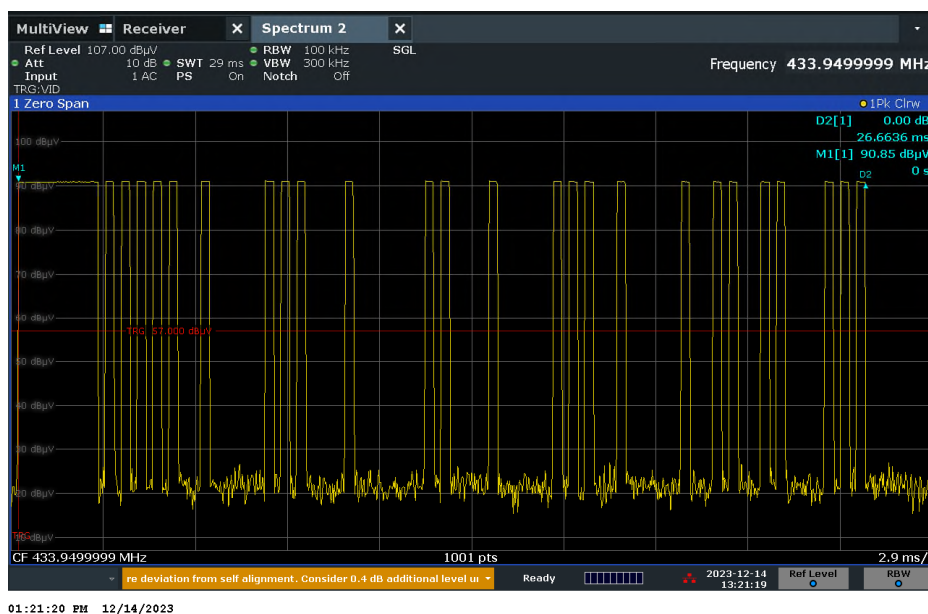 MultiView Receiver X Spectrum 2 X
Ref Level 107.00 dBµV RBW 100 kHz SGL
Att 10 dB SWT 29 ms VBW 300 kHz Frequency 433.9499999 MHz
Input 1 AC PS On Notch Off
TRG:VID
1 Zero Span 1Pk Clrw
D2[1] 0.00 dB
26.6636 ms
M1[1] 90.85 dBµV
0 s
100 dBµV
M1
D2
90 dBµV
80 dBµV
70 dBµV
60 dBµV
TRG 57.000 dBµV
50 dBµV
40 dBµV
30 dBµV
20 dBµV
TRG
10 dBµV
CF 433.9499999 MHz 1001 pts 2.9 ms/
re deviation from self alignment. Consider 0.4 dB additional level u Ready 2023-12-14 Ref Level RBW
13:21:19
01:21:20 PM 12/14/2023